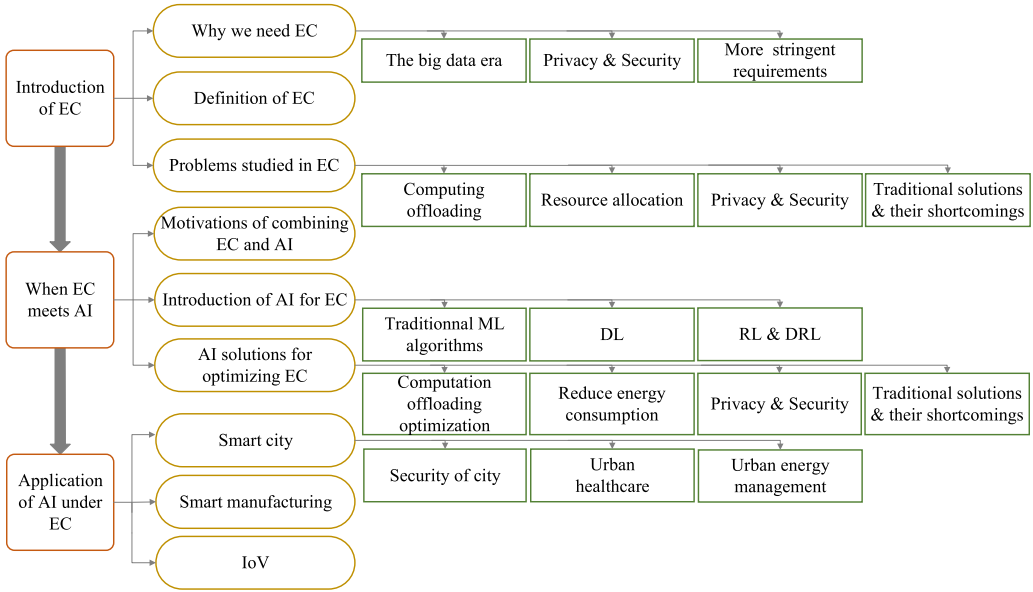 Introduction
of EC
Why we need EC
The big data era
Privacy & Security
More stringent
requirements
Definition of EC
Problems studied in EC
Computing
offloading
Resource allocation
Privacy & Security
Traditional solutions
& their shortcomings
When EC
meets AI
Motivations of combining
EC and AI
Introduction of AI for EC
Traditionnal ML
algorithms
DL
RL & DRL
AI solutions for
optimizing EC
Computation
offloading
optimization
Reduce energy
consumption
Privacy & Security
Traditional solutions
& their shortcomings
Application
of AI under
EC
Smart city
Security of city
Urban
healthcare
Urban energy
management
Smart manufacturing
IoV